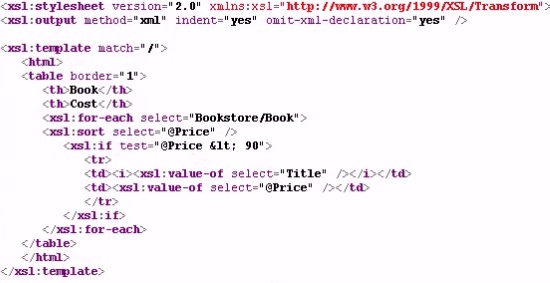 <xsl:stylesheet version="2.0" xmlns:xsl="http://www.w3.org/1999/XSL/Transform">
<xsl:output method="xml" indent="yes" omit-xml-declaration="yes" />
<xsl:template match="/">
<html>
<table border="1">
<th>Book</th>
<th>Cost</th>
<xsl:for-each select="Bookstore/Book">
<xsl:sort select="@Price" />
<xsl:if test="@Price &lt; 90">
<tr>
<td><i><xsl:value-of select="Title" /></i></td>
<td><xsl:value-of select="@Price" /></td>
</tr>
</xsl:if>
</xsl:for-each>
</table>
</html>
</xsl:template>